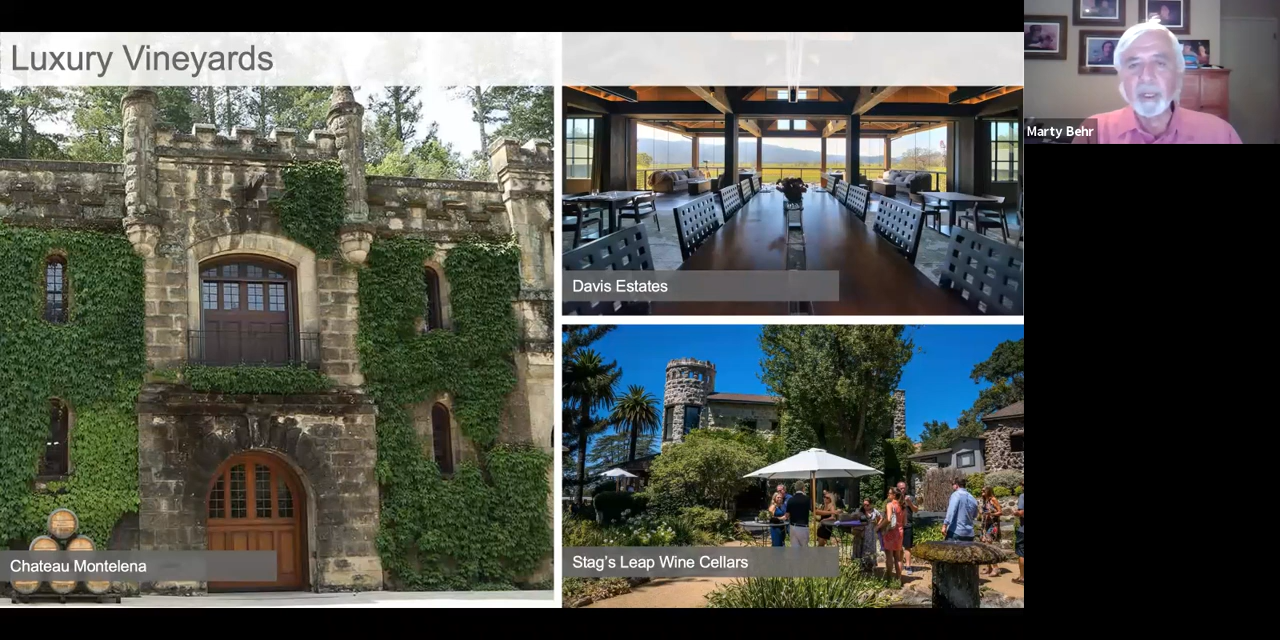 Luxury Vineyards
Marty Behr
Davis Estates
Chateau Montelena
Stag's Leap Wine Cellars